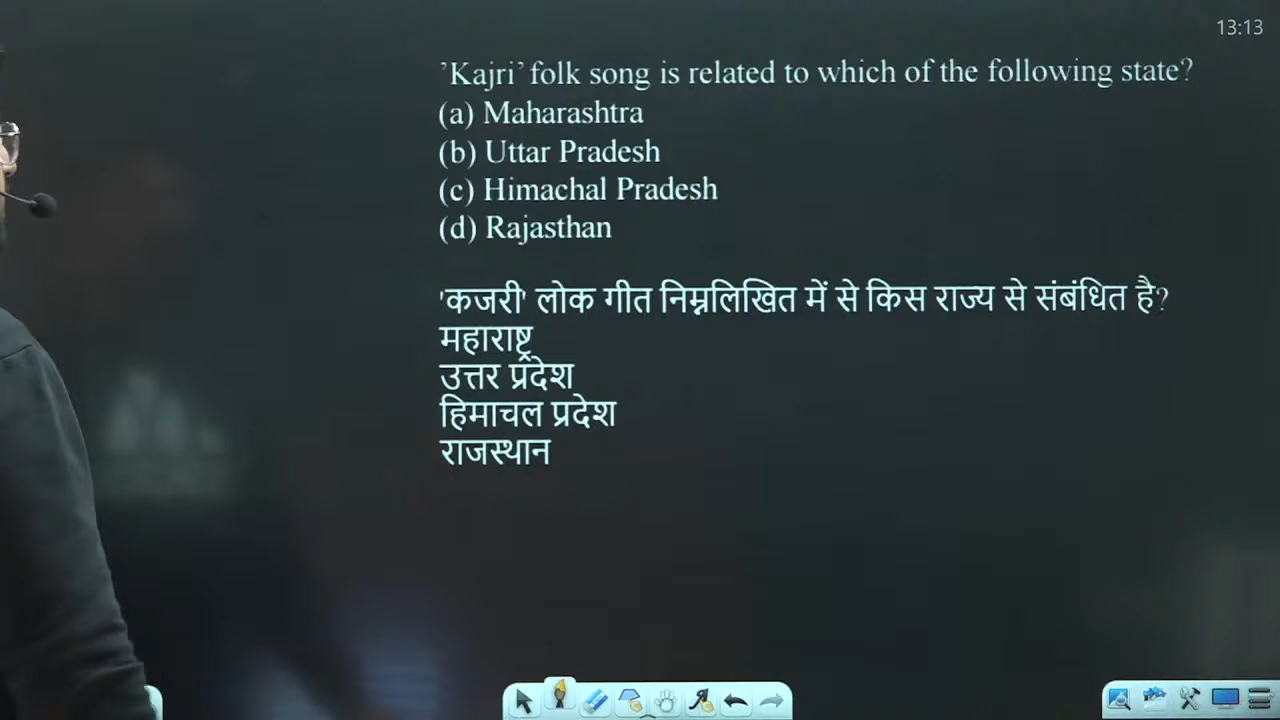 13:13
’Kajri’ folk song is related to which of the following state?
(a) Maharashtra
(b) Uttar Pradesh
(c) Himachal Pradesh
(d) Rajasthan
'कजरी' लोक गीत निम्नलिखित में से किस राज्य से संबंधित है?
महाराष्ट्र
उत्तर प्रदेश
हिमाचल प्रदेश
राजस्थान